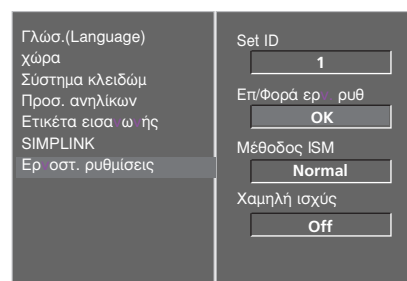 Γλώσ.(Language)
χώρα
Σύστημα κλειδώμ
Προσ. ανηλίκων
Ετικέτα
SIMPLINK
ρυθμίσεις
Set ID
1
Επ/Φορά ρυθ
OK
Μέθοδος ISM
Normal
Χαμηλή ισχύς
Off